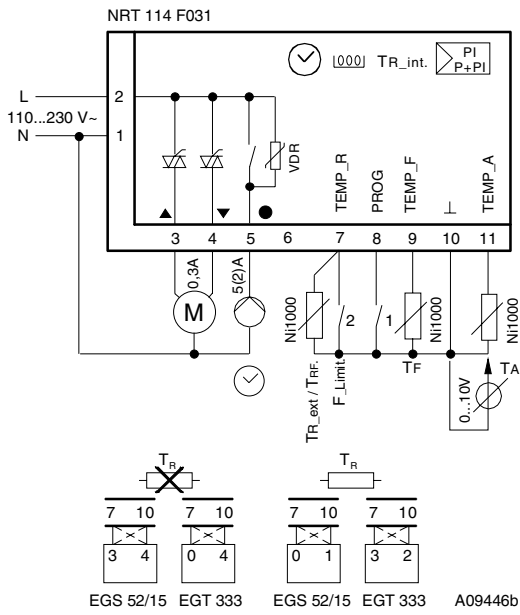 NRT 114 F031
TR_int.
PI
P+PI
L
2
110...230 V~
N
1
VDR
TEMP_R
PROG
TEMP_F
⊥
TEMP_A
▲ ▼ ●
3 4 5 6 7 8 9 10 11
0,3A
5(2)A
M
Ni1000
2
1
Ni1000
Ni1000
TR_ext / TRF.
F_Limit.
TF
0...10V
TA
TR
TR
7 10 7 10 7 10 7 10
x x x x
3 4 0 4 0 1 3 2
EGS 52/15 EGT 333 EGS 52/15 EGT 333 A09446b